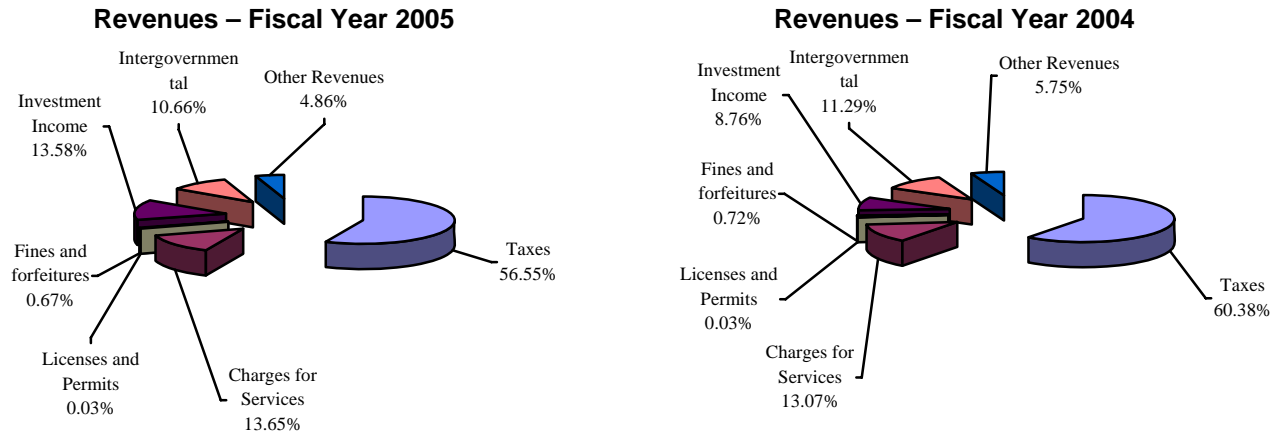 Revenues – Fiscal Year 2005
Intergovernmen
tal
10.66%
Other Revenues
4.86%
Investment
Income
13.58%
Taxes
56.55%
Fines and
forfeitures
0.67%
Licenses and
Permits
0.03%
Charges for
Services
13.65%
Revenues – Fiscal Year 2004
Intergovernmen
tal
11.29%
Other Revenues
5.75%
Investment
Income
8.76%
Fines and
forfeitures
0.72%
Licenses and
Permits
0.03%
Taxes
60.38%
Charges for
Services
13.07%